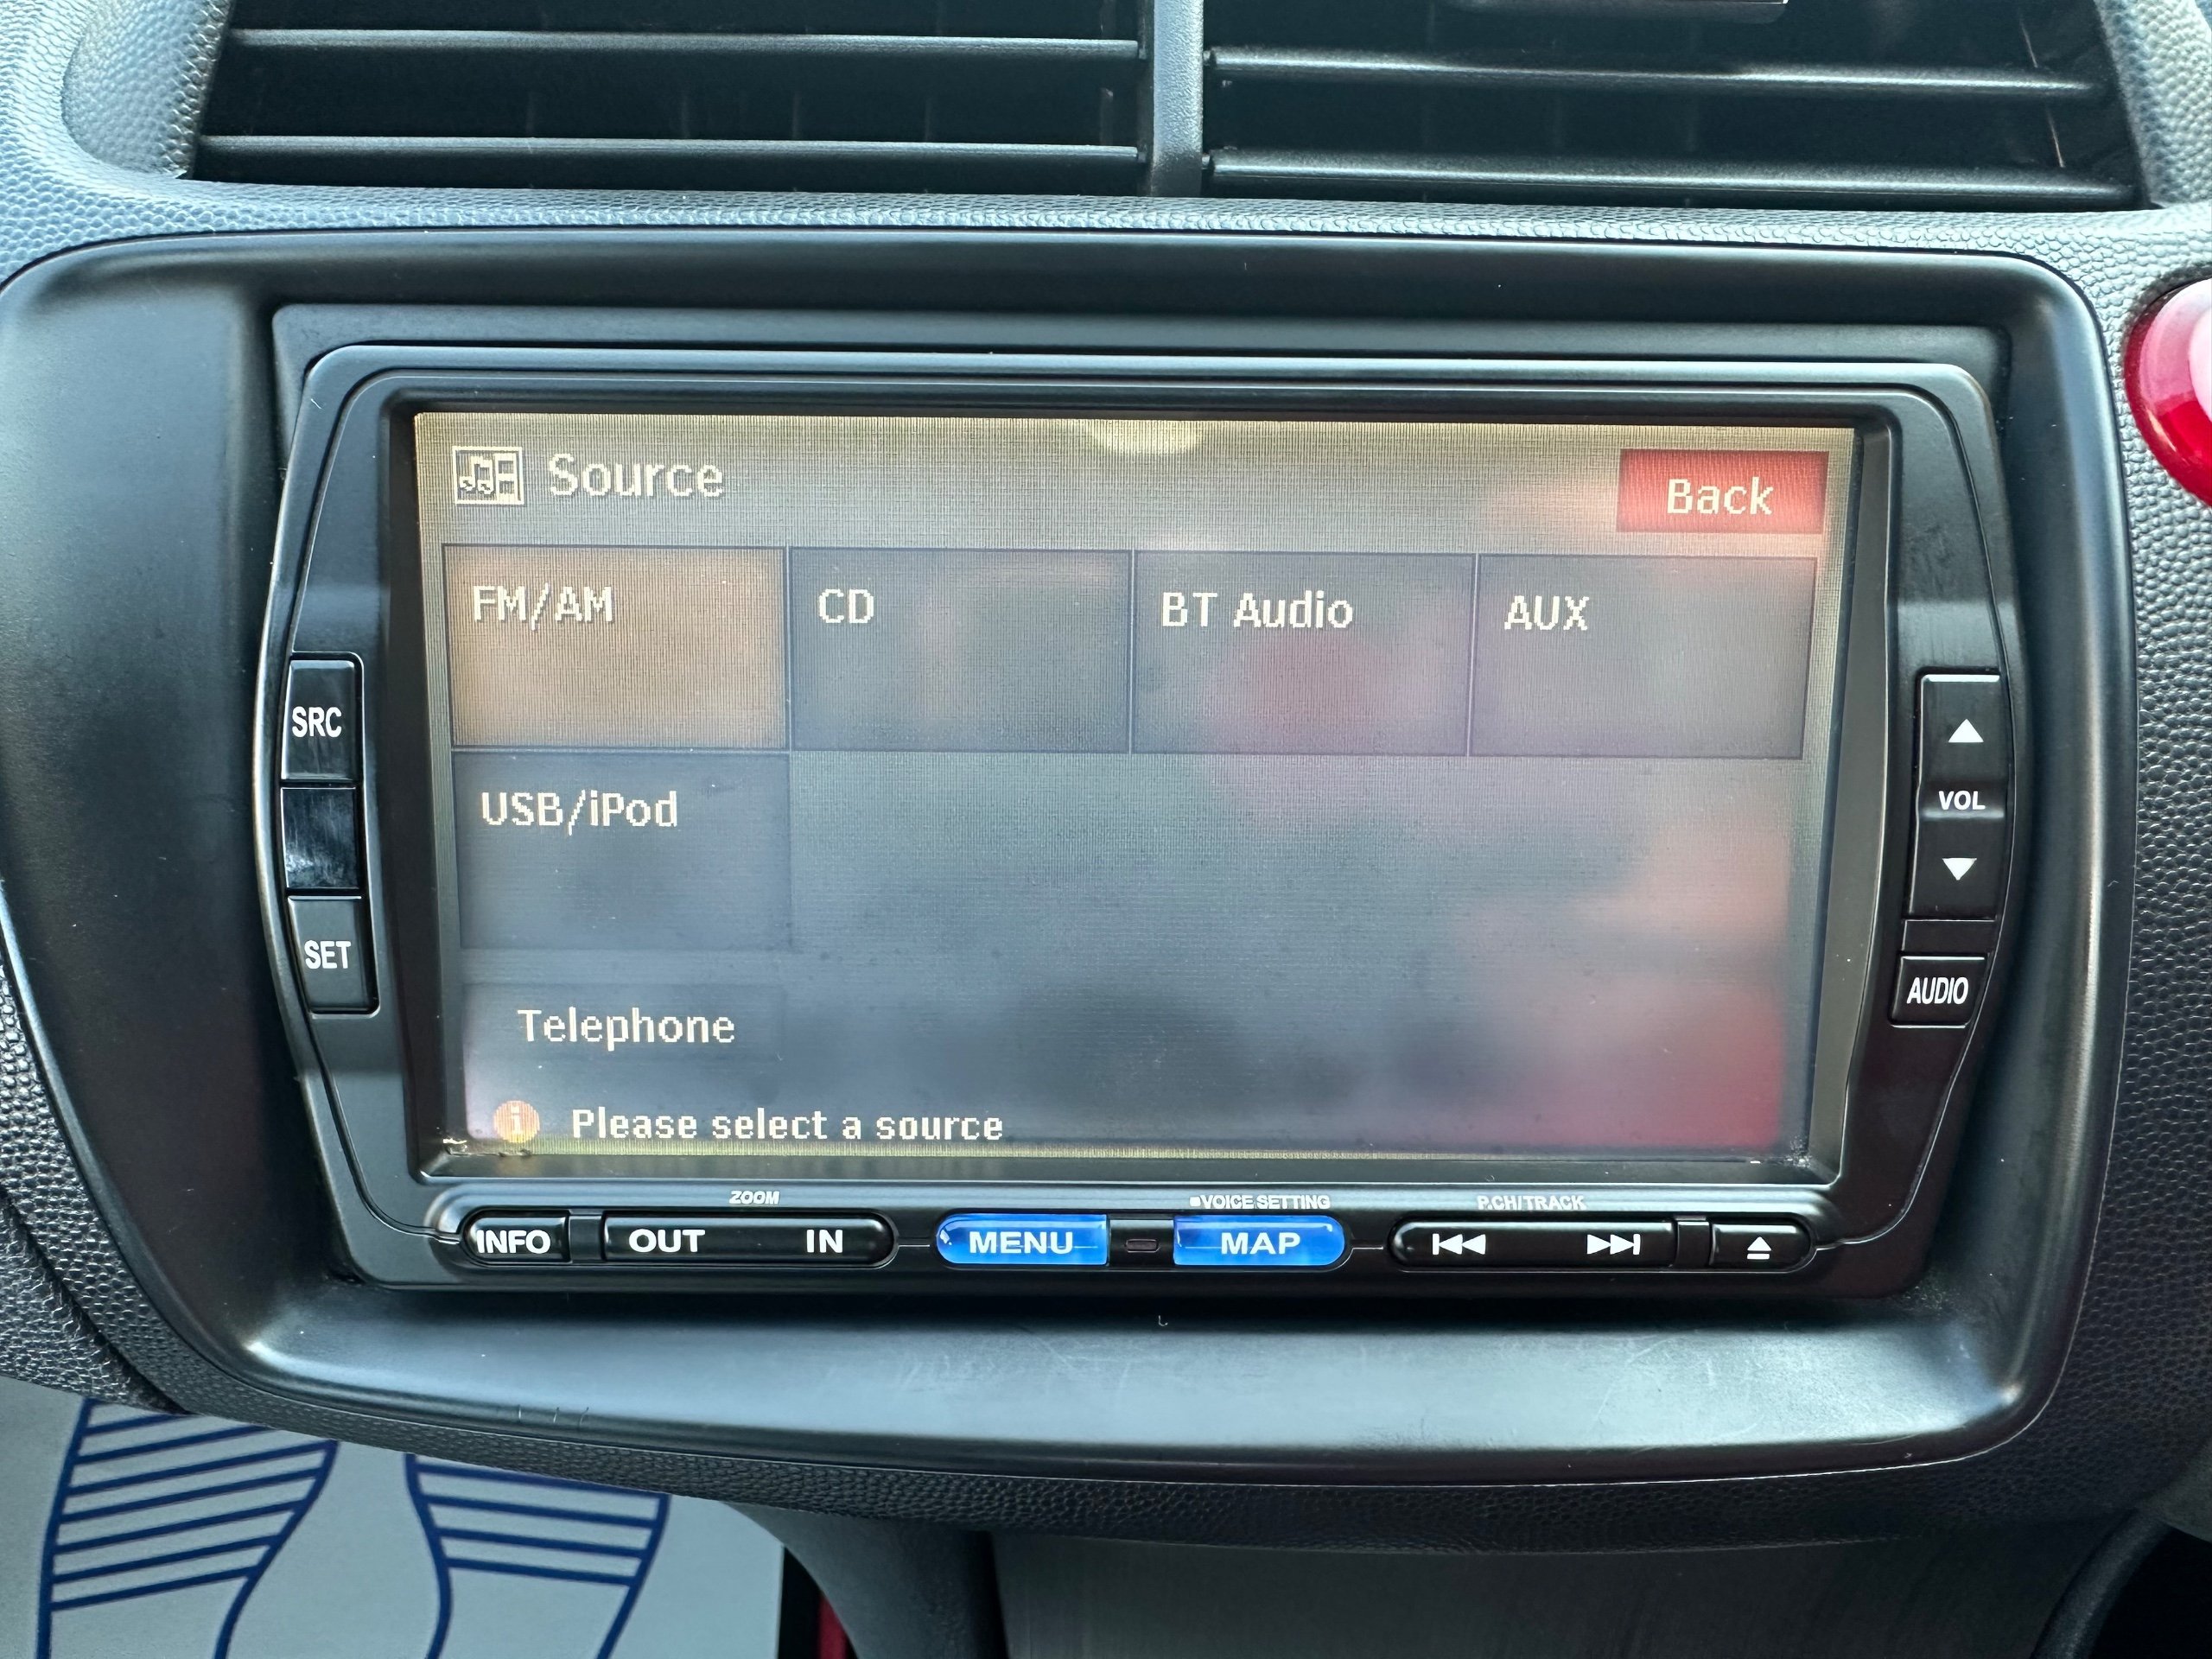 Source
Back
FM/AM
CD
BT Audio
AUX
SRC
USB/iPod
VOL
SET
AUDIO
Telephone
i Please select a source
ZOOM
VOICE SETTING
P.CH/TRACK
INFO
OUT
IN
MENU
MAP